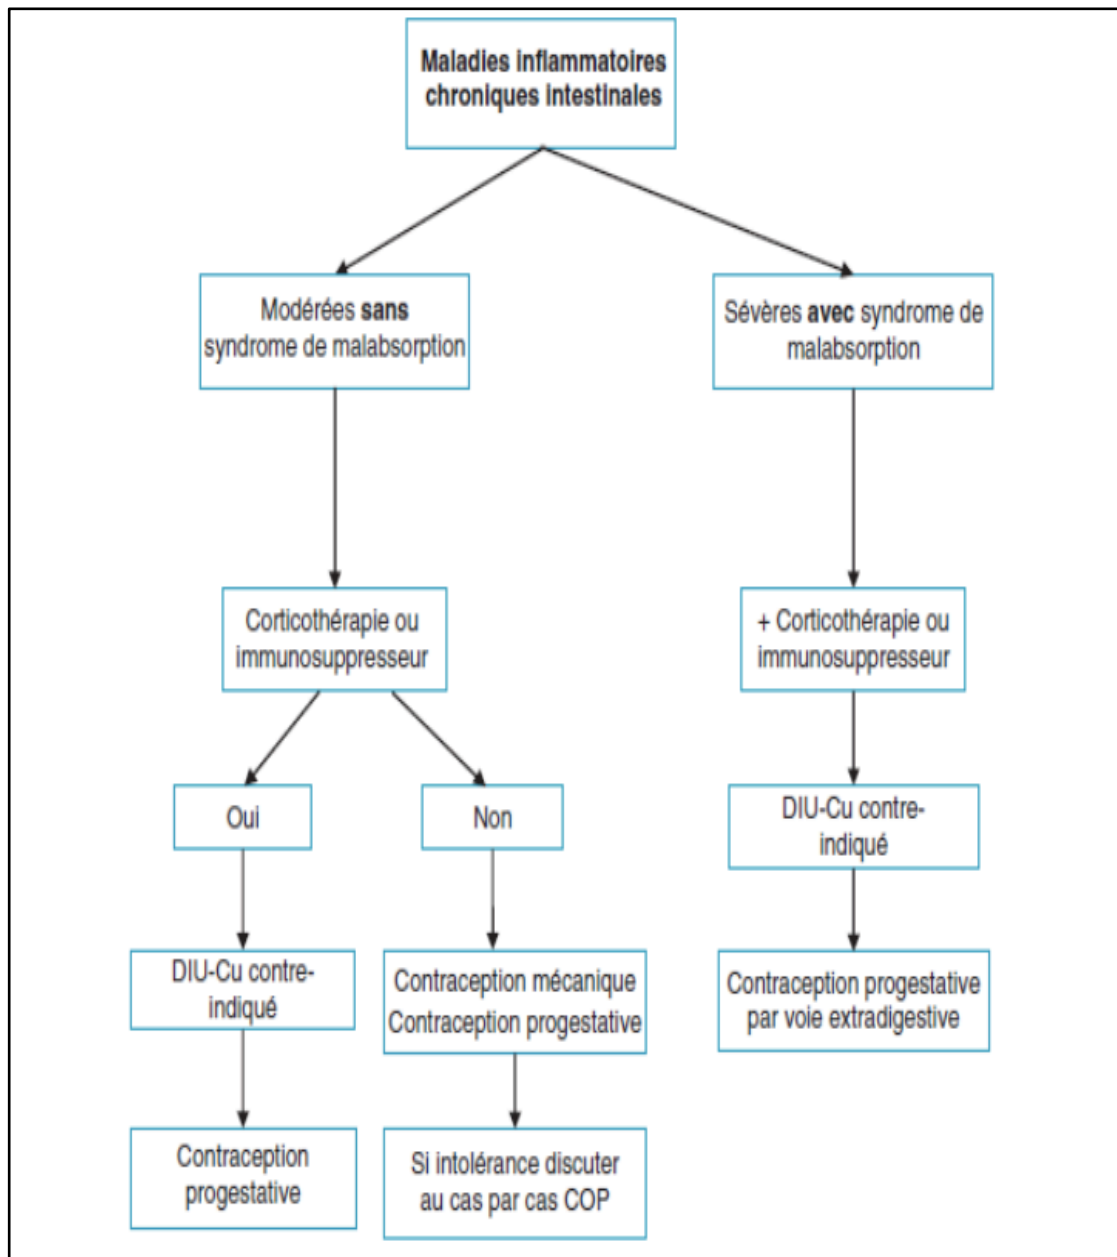 Maladies inflammatoires
chroniques intestinales
Modérées sans
syndrome de malabsorption
Sévères avec syndrome de
malabsorption
Corticothérapie ou
immunosuppresseur
+ Corticothérapie ou
immunosuppresseur
Oui
Non
DIU-Cu contre-
indiqué
DIU-Cu contre-
indiqué
Contraception mécanique
Contraception progestative
Contraception progestative
par voie extradigestive
Contraception
progestative
Si intolérance discuter
au cas par cas COP